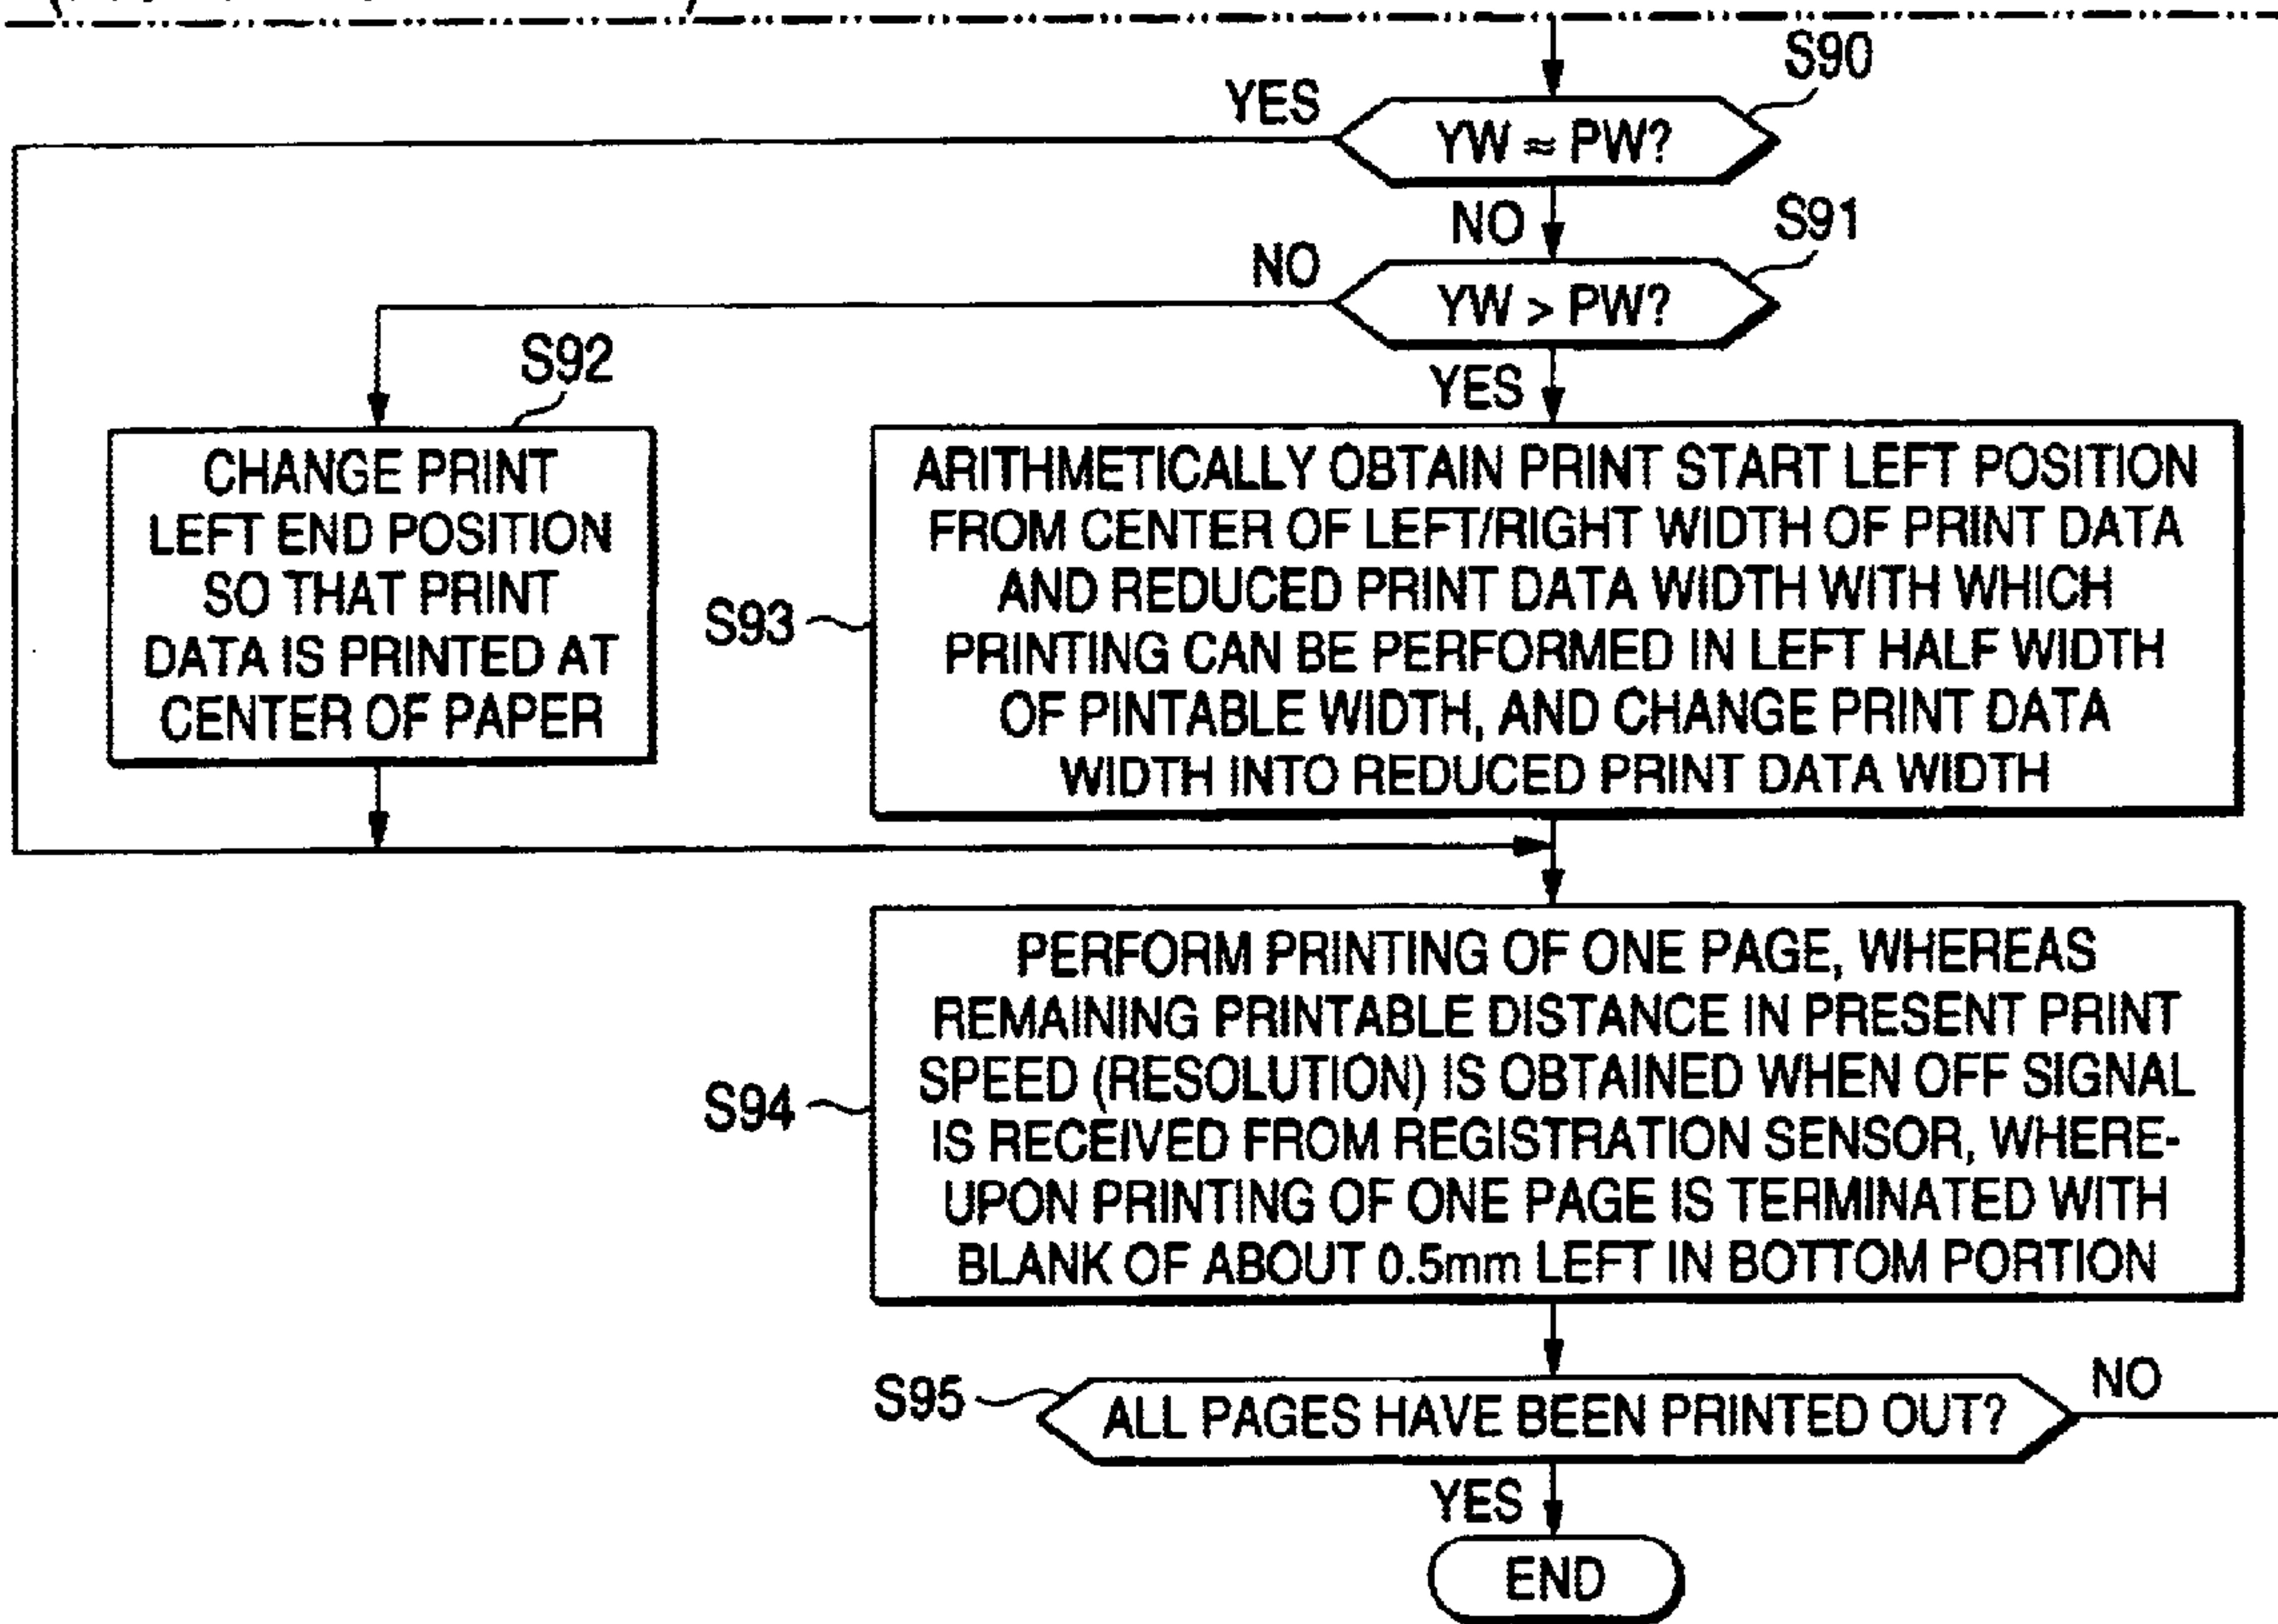 S90
YES
YW ≈ PW?
NO
S91
NO
YW > PW?
YES
S92
CHANGE PRINT
LEFT END POSITION
SO THAT PRINT
DATA IS PRINTED AT
CENTER OF PAPER
S93
ARITHMETICALLY OBTAIN PRINT START LEFT POSITION
FROM CENTER OF LEFT/RIGHT WIDTH OF PRINT DATA
AND REDUCED PRINT DATA WIDTH WITH WHICH
PRINTING CAN BE PERFORMED IN LEFT HALF WIDTH
OF PINTABLE WIDTH, AND CHANGE PRINT DATA
WIDTH INTO REDUCED PRINT DATA WIDTH
S94
PERFORM PRINTING OF ONE PAGE, WHEREAS
REMAINING PRINTABLE DISTANCE IN PRESENT PRINT
SPEED (RESOLUTION) IS OBTAINED WHEN OFF SIGNAL
IS RECEIVED FROM REGISTRATION SENSOR, WHERE-
UPON PRINTING OF ONE PAGE IS TERMINATED WITH
BLANK OF ABOUT 0.5mm LEFT IN BOTTOM PORTION
S95
ALL PAGES HAVE BEEN PRINTED OUT?
NO
YES
END